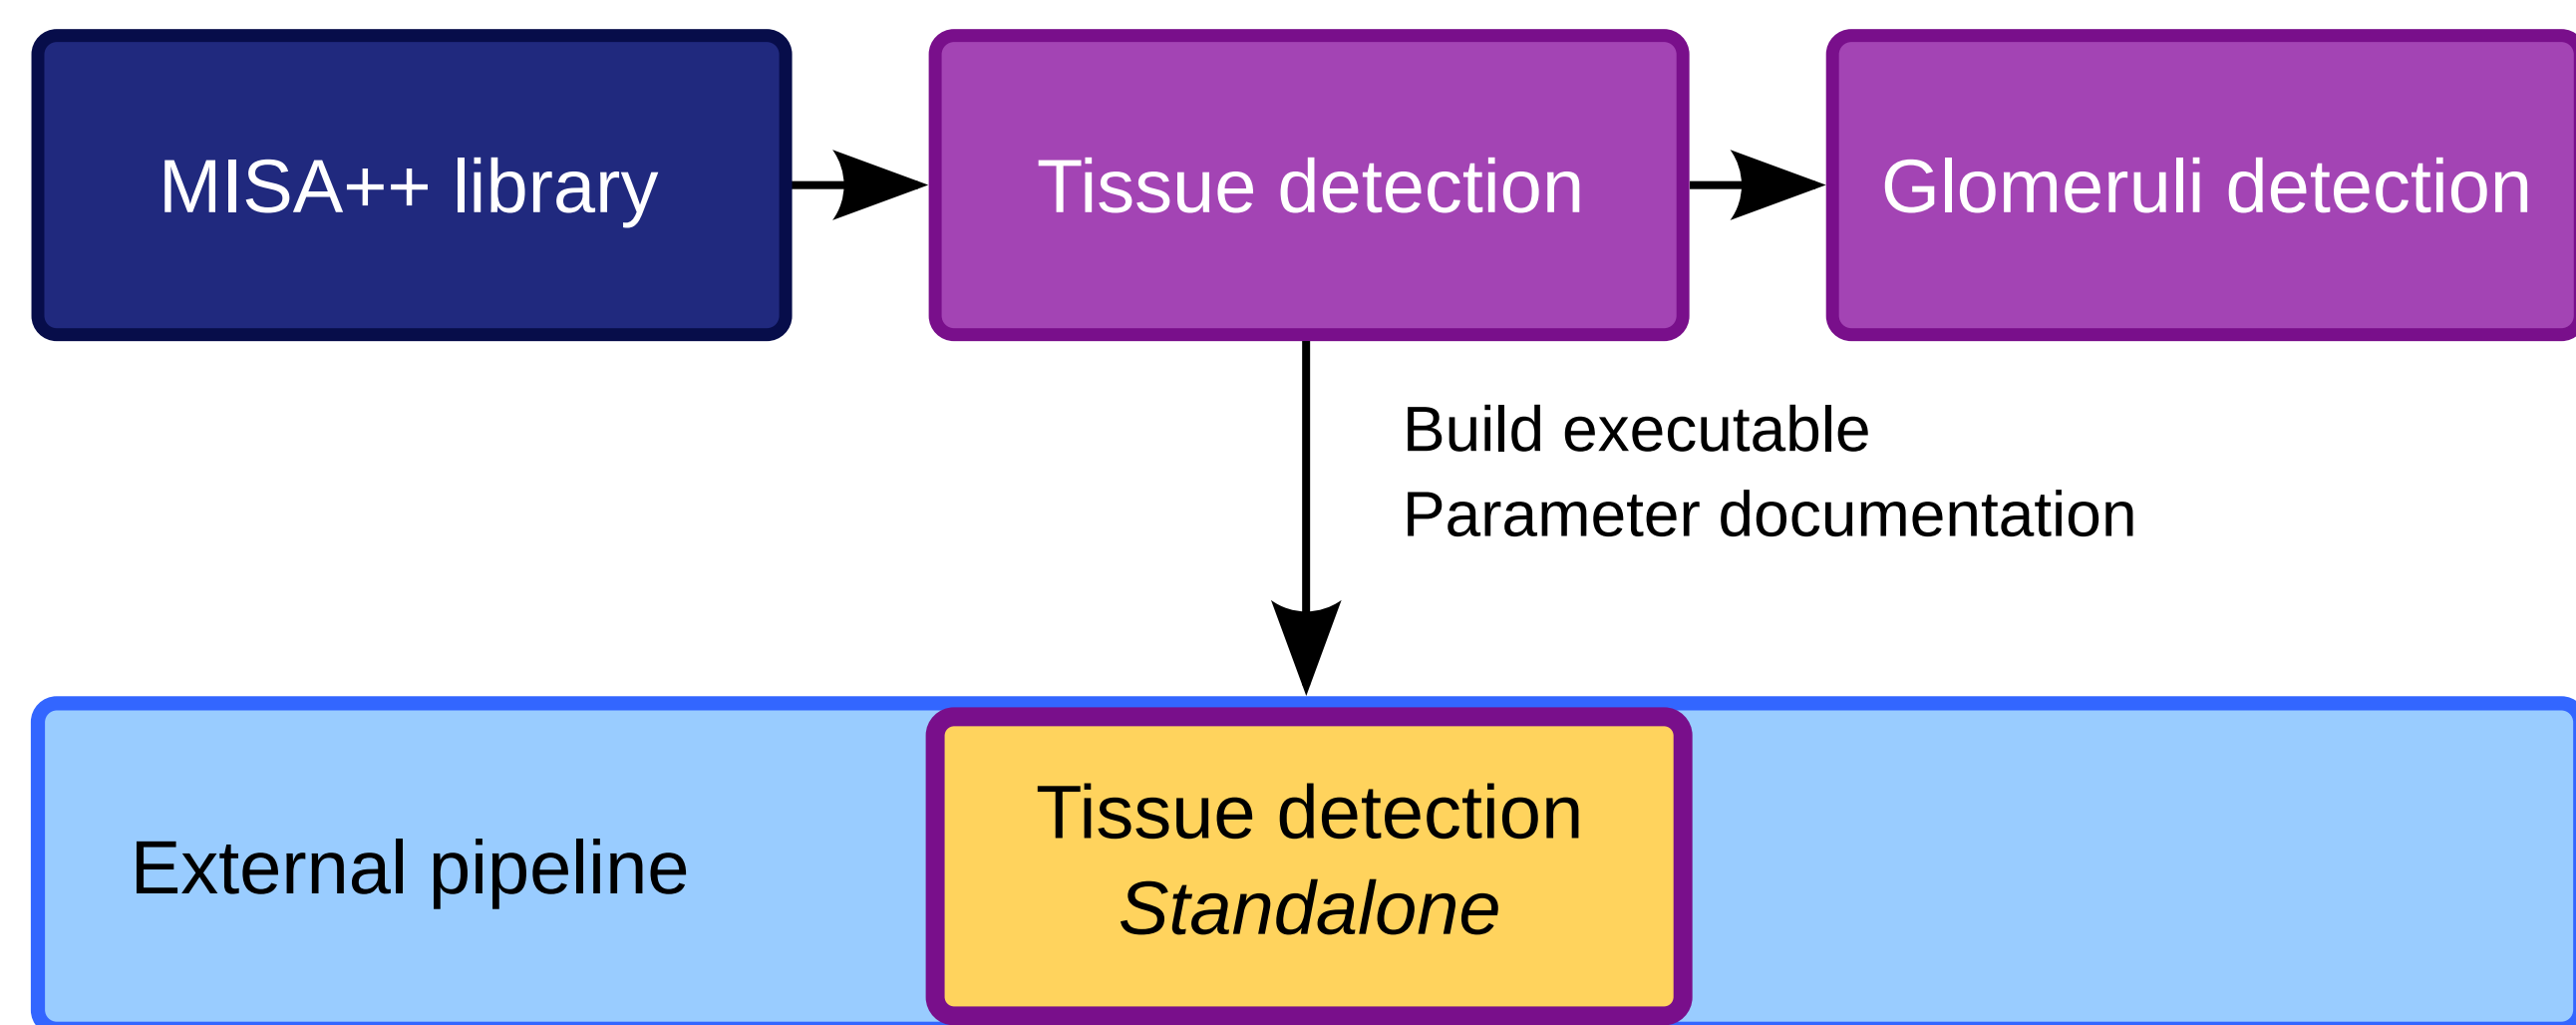 MISA++ library
Tissue detection
Glomeruli detection
Build executable
Parameter documentation
External pipeline
Tissue detection
Standalone